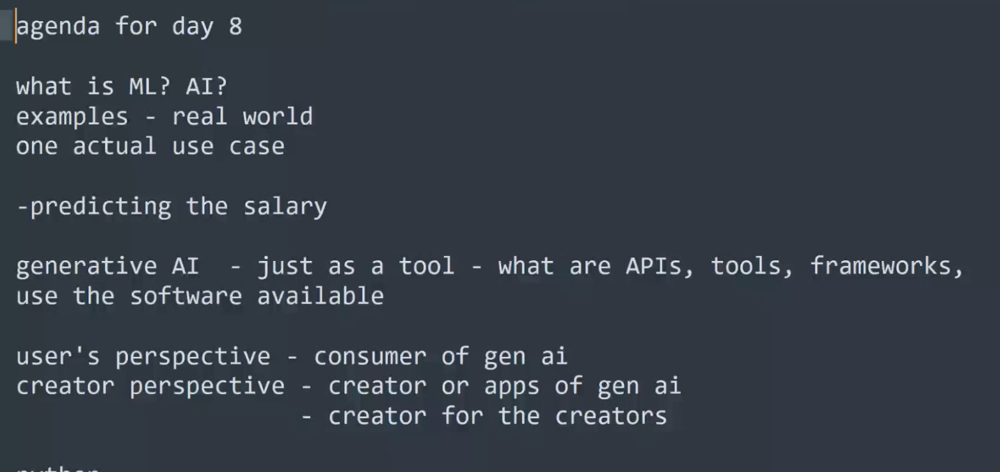 agenda for day 8
what is ML? AI?
examples - real world
one actual use case
-predicting the salary
generative AI  - just as a tool - what are APIs, tools, frameworks,
use the software available
user's perspective - consumer of gen ai
creator perspective - creator or apps of gen ai
- creator for the creators
python